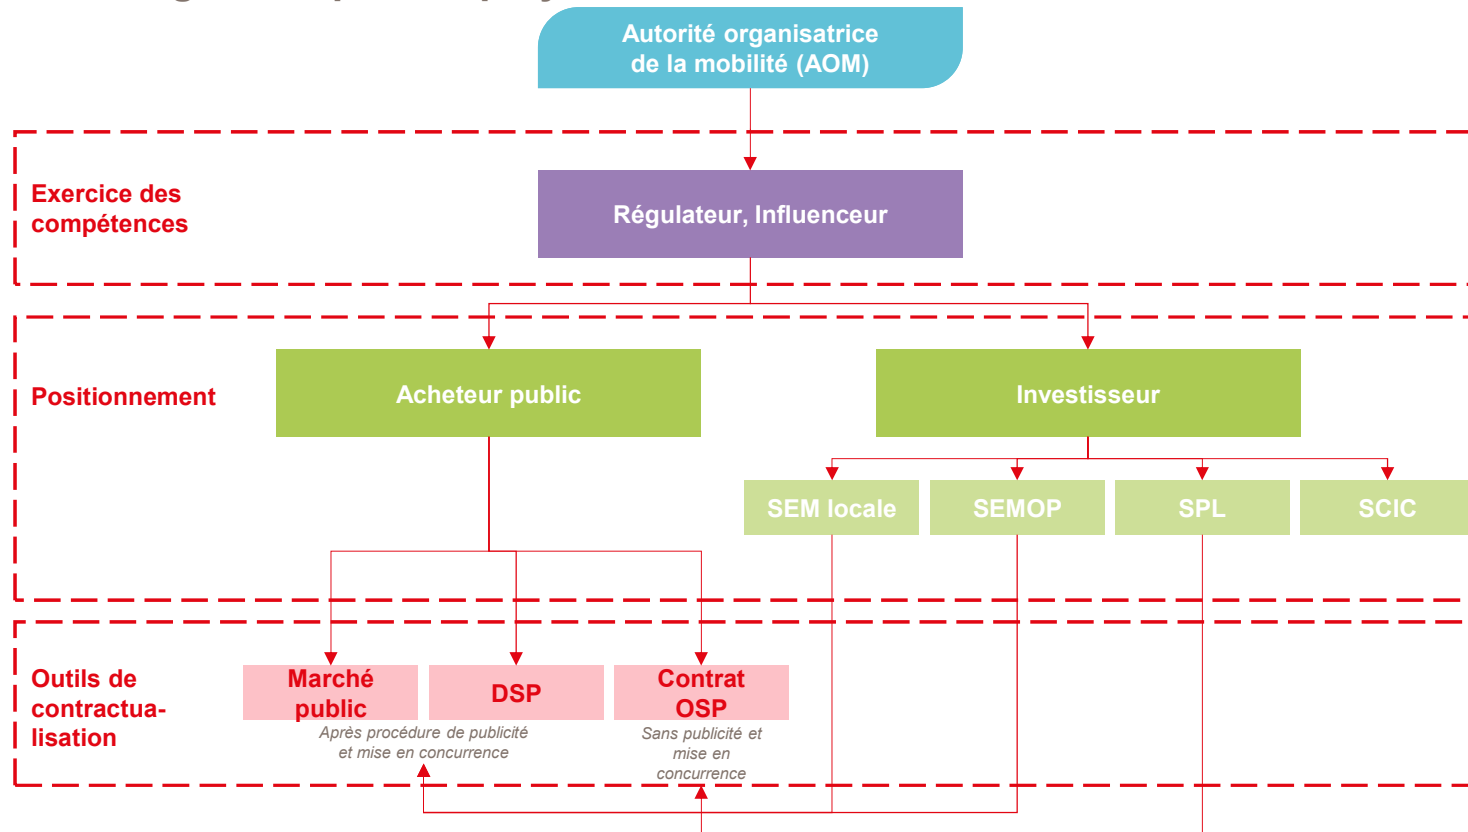 Autorité organisatrice
de la mobilité (AOM)
Exercice des
compétences
Régulateur, Influenceur
Positionnement
Acheteur public
Investisseur
SEM locale
SEMOP
SPL
SCIC
Outils de
contractua-
lisation
Marché
public
DSP
Contrat
OSP
Après procédure de publicité
et mise en concurrence
Sans publicité et
mise en
concurrence